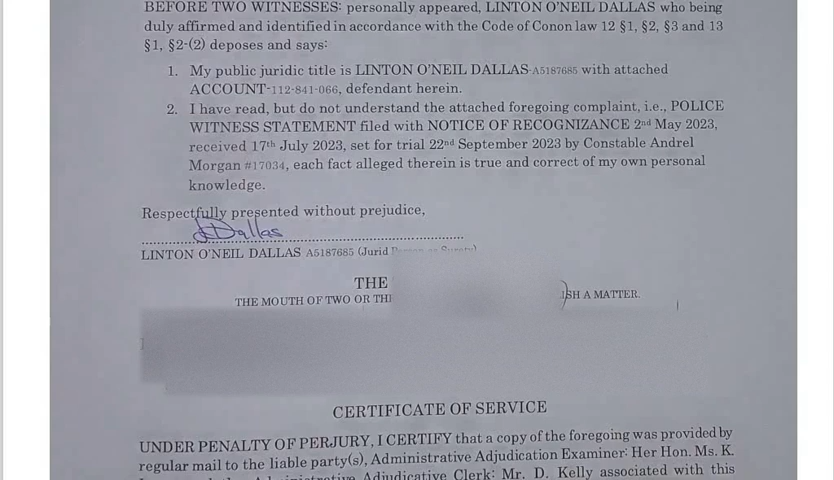 BEFORE TWO WITNESSES: personally appeared, LINTON O'NEIL DALLAS who being
duly affirmed and identified in accordance with the Code of Conon law 12 §1, §2, §3 and 13
§1, §2-(2) deposes and says:
1. My public juridic title is LINTON O'NEIL DALLAS-A5187685 with attached
ACCOUNT-112-841-066, defendant herein.
2. I have read, but do not understand the attached foregoing complaint, i.e., POLICE
WITNESS STATEMENT filed with NOTICE OF RECOGNIZANCE 2nd May 2023,
received 17th July 2023, set for trial 22nd September 2023 by Constable Andrel
Morgan #17034, each fact alleged therein is true and correct of my own personal
knowledge.
Respectfully presented without prejudice,
Dallas
LINTON O'NEIL DALLAS A5187685 (Jurid
THE
THE MOUTH OF TWO OR ISH A MATTER.
CERTIFICATE OF SERVICE
UNDER PENALTY OF PERJURY, I CERTIFY that a copy of the foregoing was provided by
regular mail to the liable party(s), Administrative Adjudication Examiner: Her Hon. Ms. K.
Administrative Adjudicative Clerk: Mr. D. Kelly associated with this